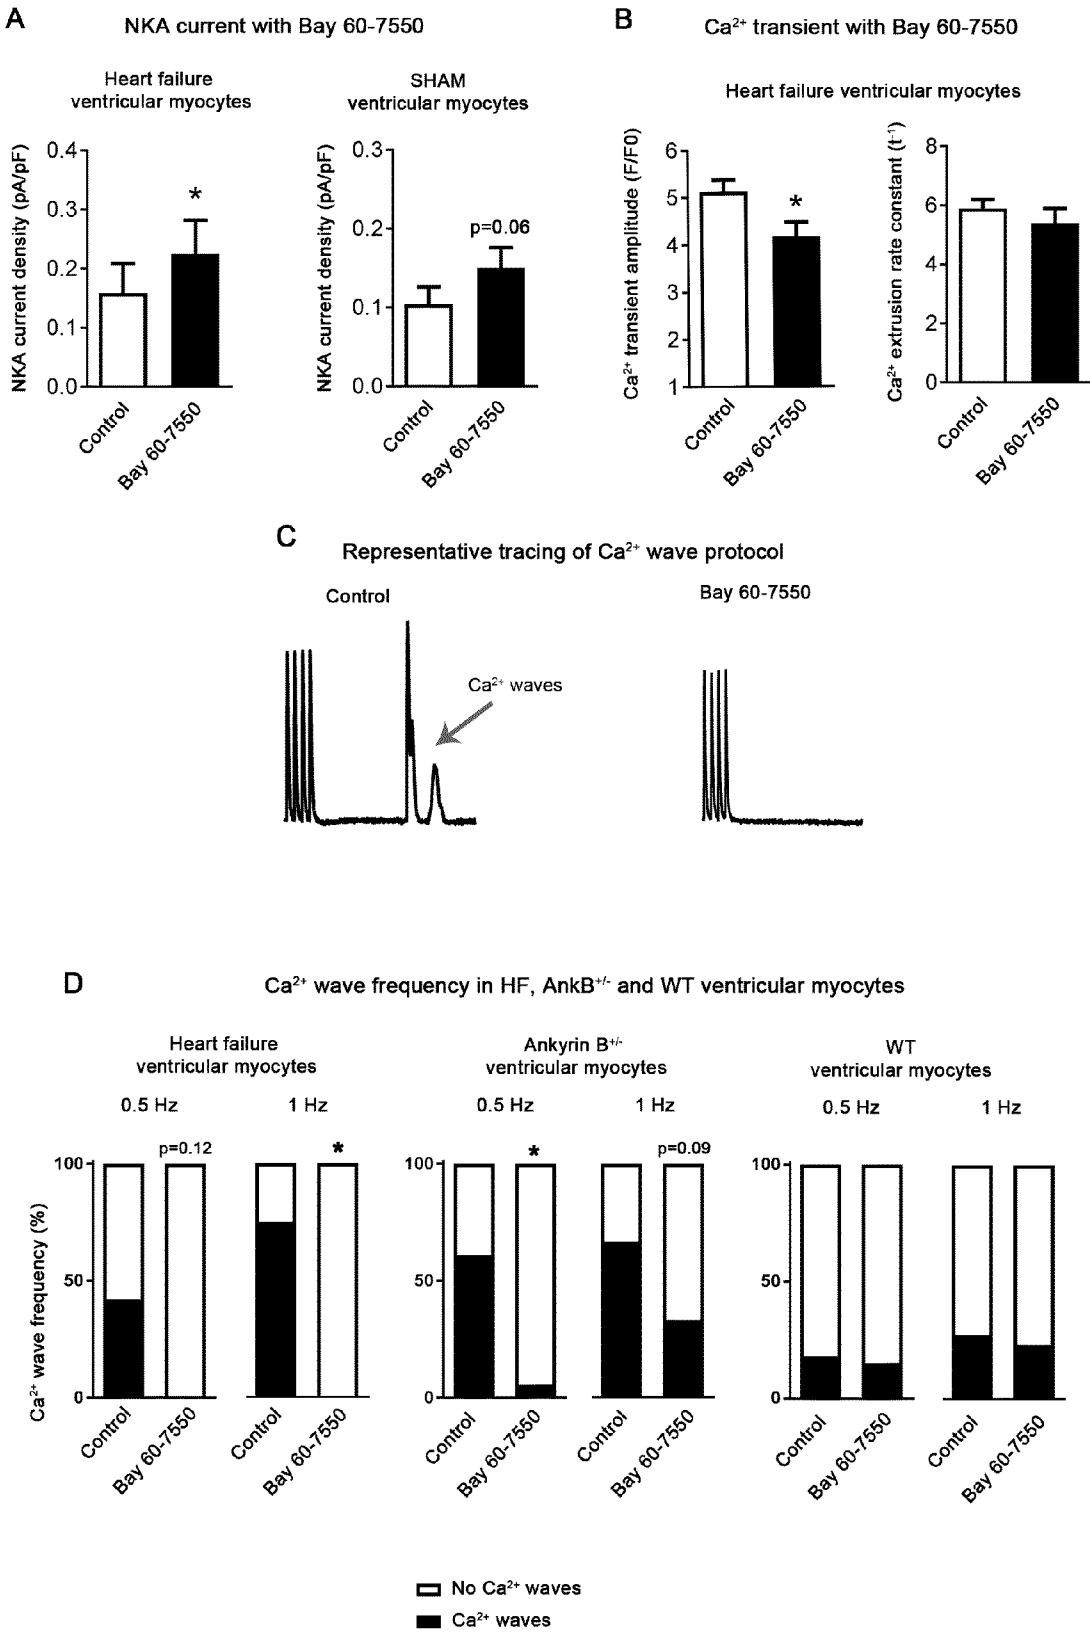 A
NKA current with Bay 60-7550
Heart failure
ventricular myocytes
NKA current density (pA/pF)
0.4
0.3
0.2
0.1
0.0
*
Control
Bay 60-7550
SHAM
ventricular myocytes
NKA current density (pA/pF)
0.3
0.2
0.1
0.0
p=0.06
Control
Bay 60-7550
B
Ca²⁺ transient with Bay 60-7550
Heart failure ventricular myocytes
Ca²⁺ transient amplitude (F/F0)
6
5
4
3
2
1
*
Control
Bay 60-7550
Ca²⁺ extrusion rate constant (t⁻¹)
8
6
4
2
0
Control
Bay 60-7550
C
Representative tracing of Ca²⁺ wave protocol
Control
Bay 60-7550
Ca²⁺ waves
D
Ca²⁺ wave frequency in HF, AnkB⁺/⁻ and WT ventricular myocytes
Heart failure
ventricular myocytes
0.5 Hz
1 Hz
p=0.12
*
Ca²⁺ wave frequency (%)
100
50
0
Control
Bay 60-7550
Control
Bay 60-7550
Ankyrin B⁺/⁻
ventricular myocytes
0.5 Hz
1 Hz
*
p=0.09
100
50
0
Control
Bay 60-7550
Control
Bay 60-7550
WT
ventricular myocytes
0.5 Hz
1 Hz
100
50
0
Control
Bay 60-7550
Control
Bay 60-7550
No Ca²⁺ waves
Ca²⁺ waves